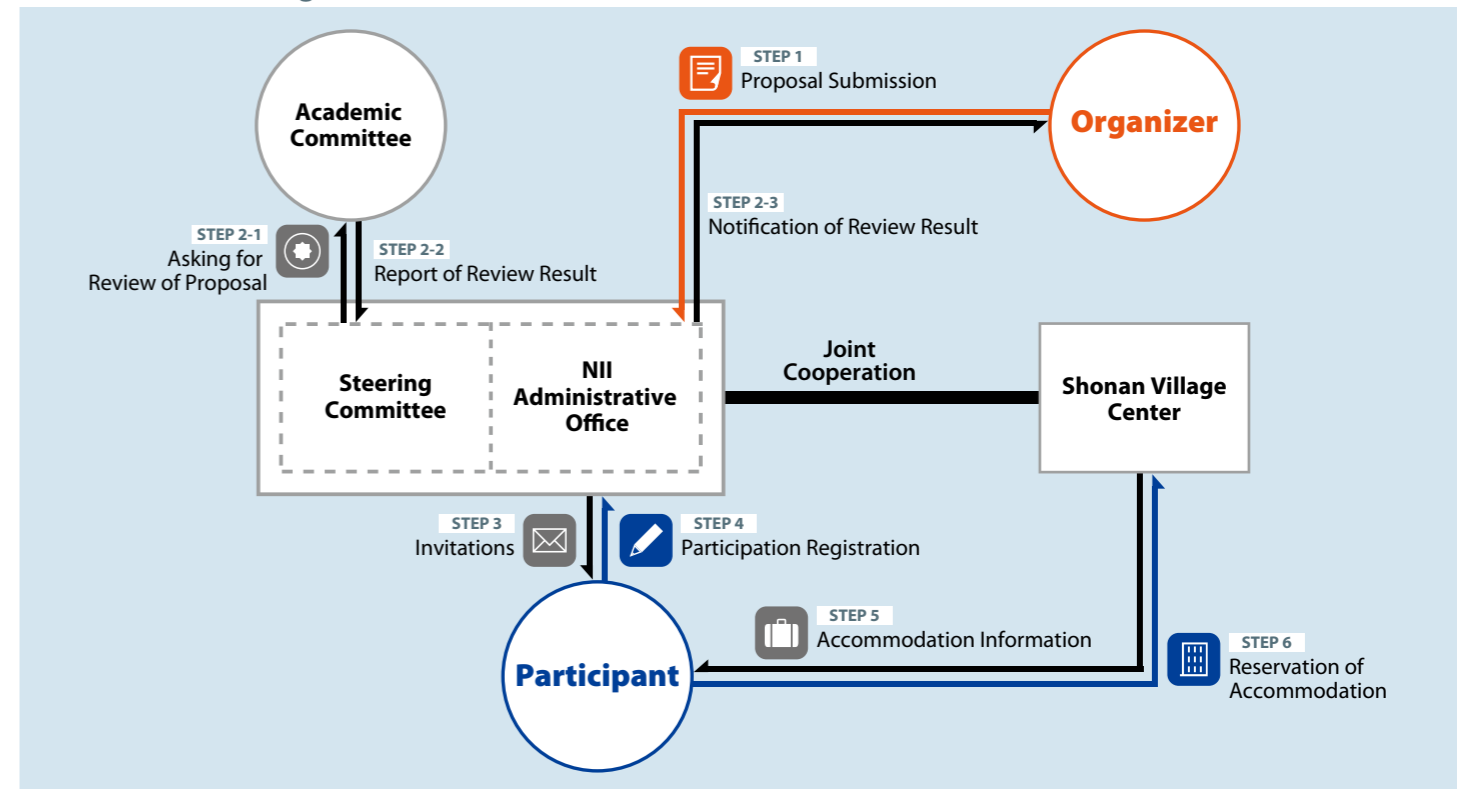 STEP 1
Proposal Submission
Academic
Committee
Organizer
STEP 2-3
Notification of Review Result
STEP 2-1
Asking for
Review of Proposal
STEP 2-2
Report of Review Result
Steering
Committee
NII
Administrative
Office
Joint
Cooperation
Shonan Village
Center
STEP 3
Invitations
STEP 4
Participation Registration
STEP 5
Accommodation Information
STEP 6
Reservation of
Accommodation
Participant